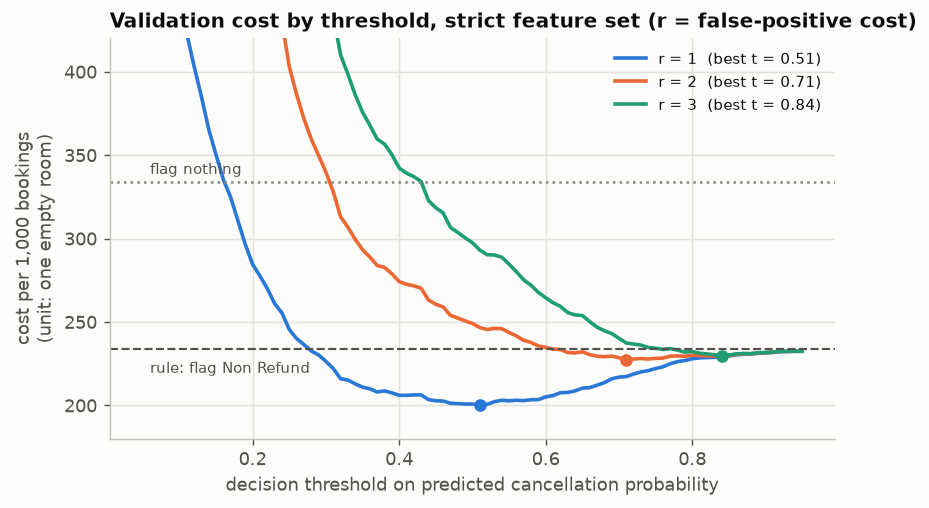 Validation cost by threshold, strict feature set (r = false-positive cost)
r = 1 (best t = 0.51)
r = 2 (best t = 0.71)
r = 3 (best t = 0.84)
cost per 1,000 bookings
(unit: one empty room)
400
350
300
250
200
flag nothing
rule: flag Non Refund
0.2
0.4
0.6
0.8
decision threshold on predicted cancellation probability